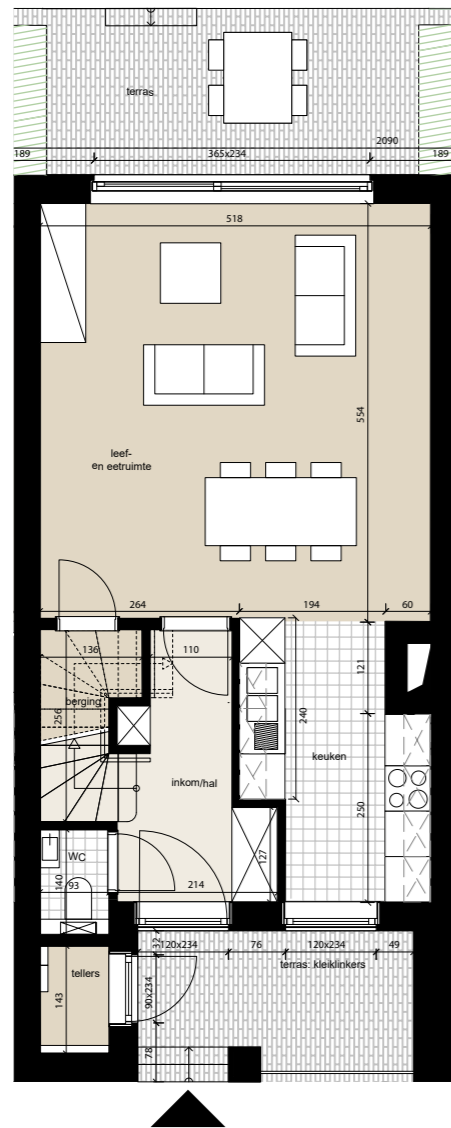 terras
2090
189
365x234
189
518
554
leef-
en eetruimte
264
194
60
136
110
121
berging
256
240
keuken
inkom/hal
250
WC
127
140
93
214
32
120x234
76
120x234
49
terras: kleiklinkers
tellers
143
90x234
78